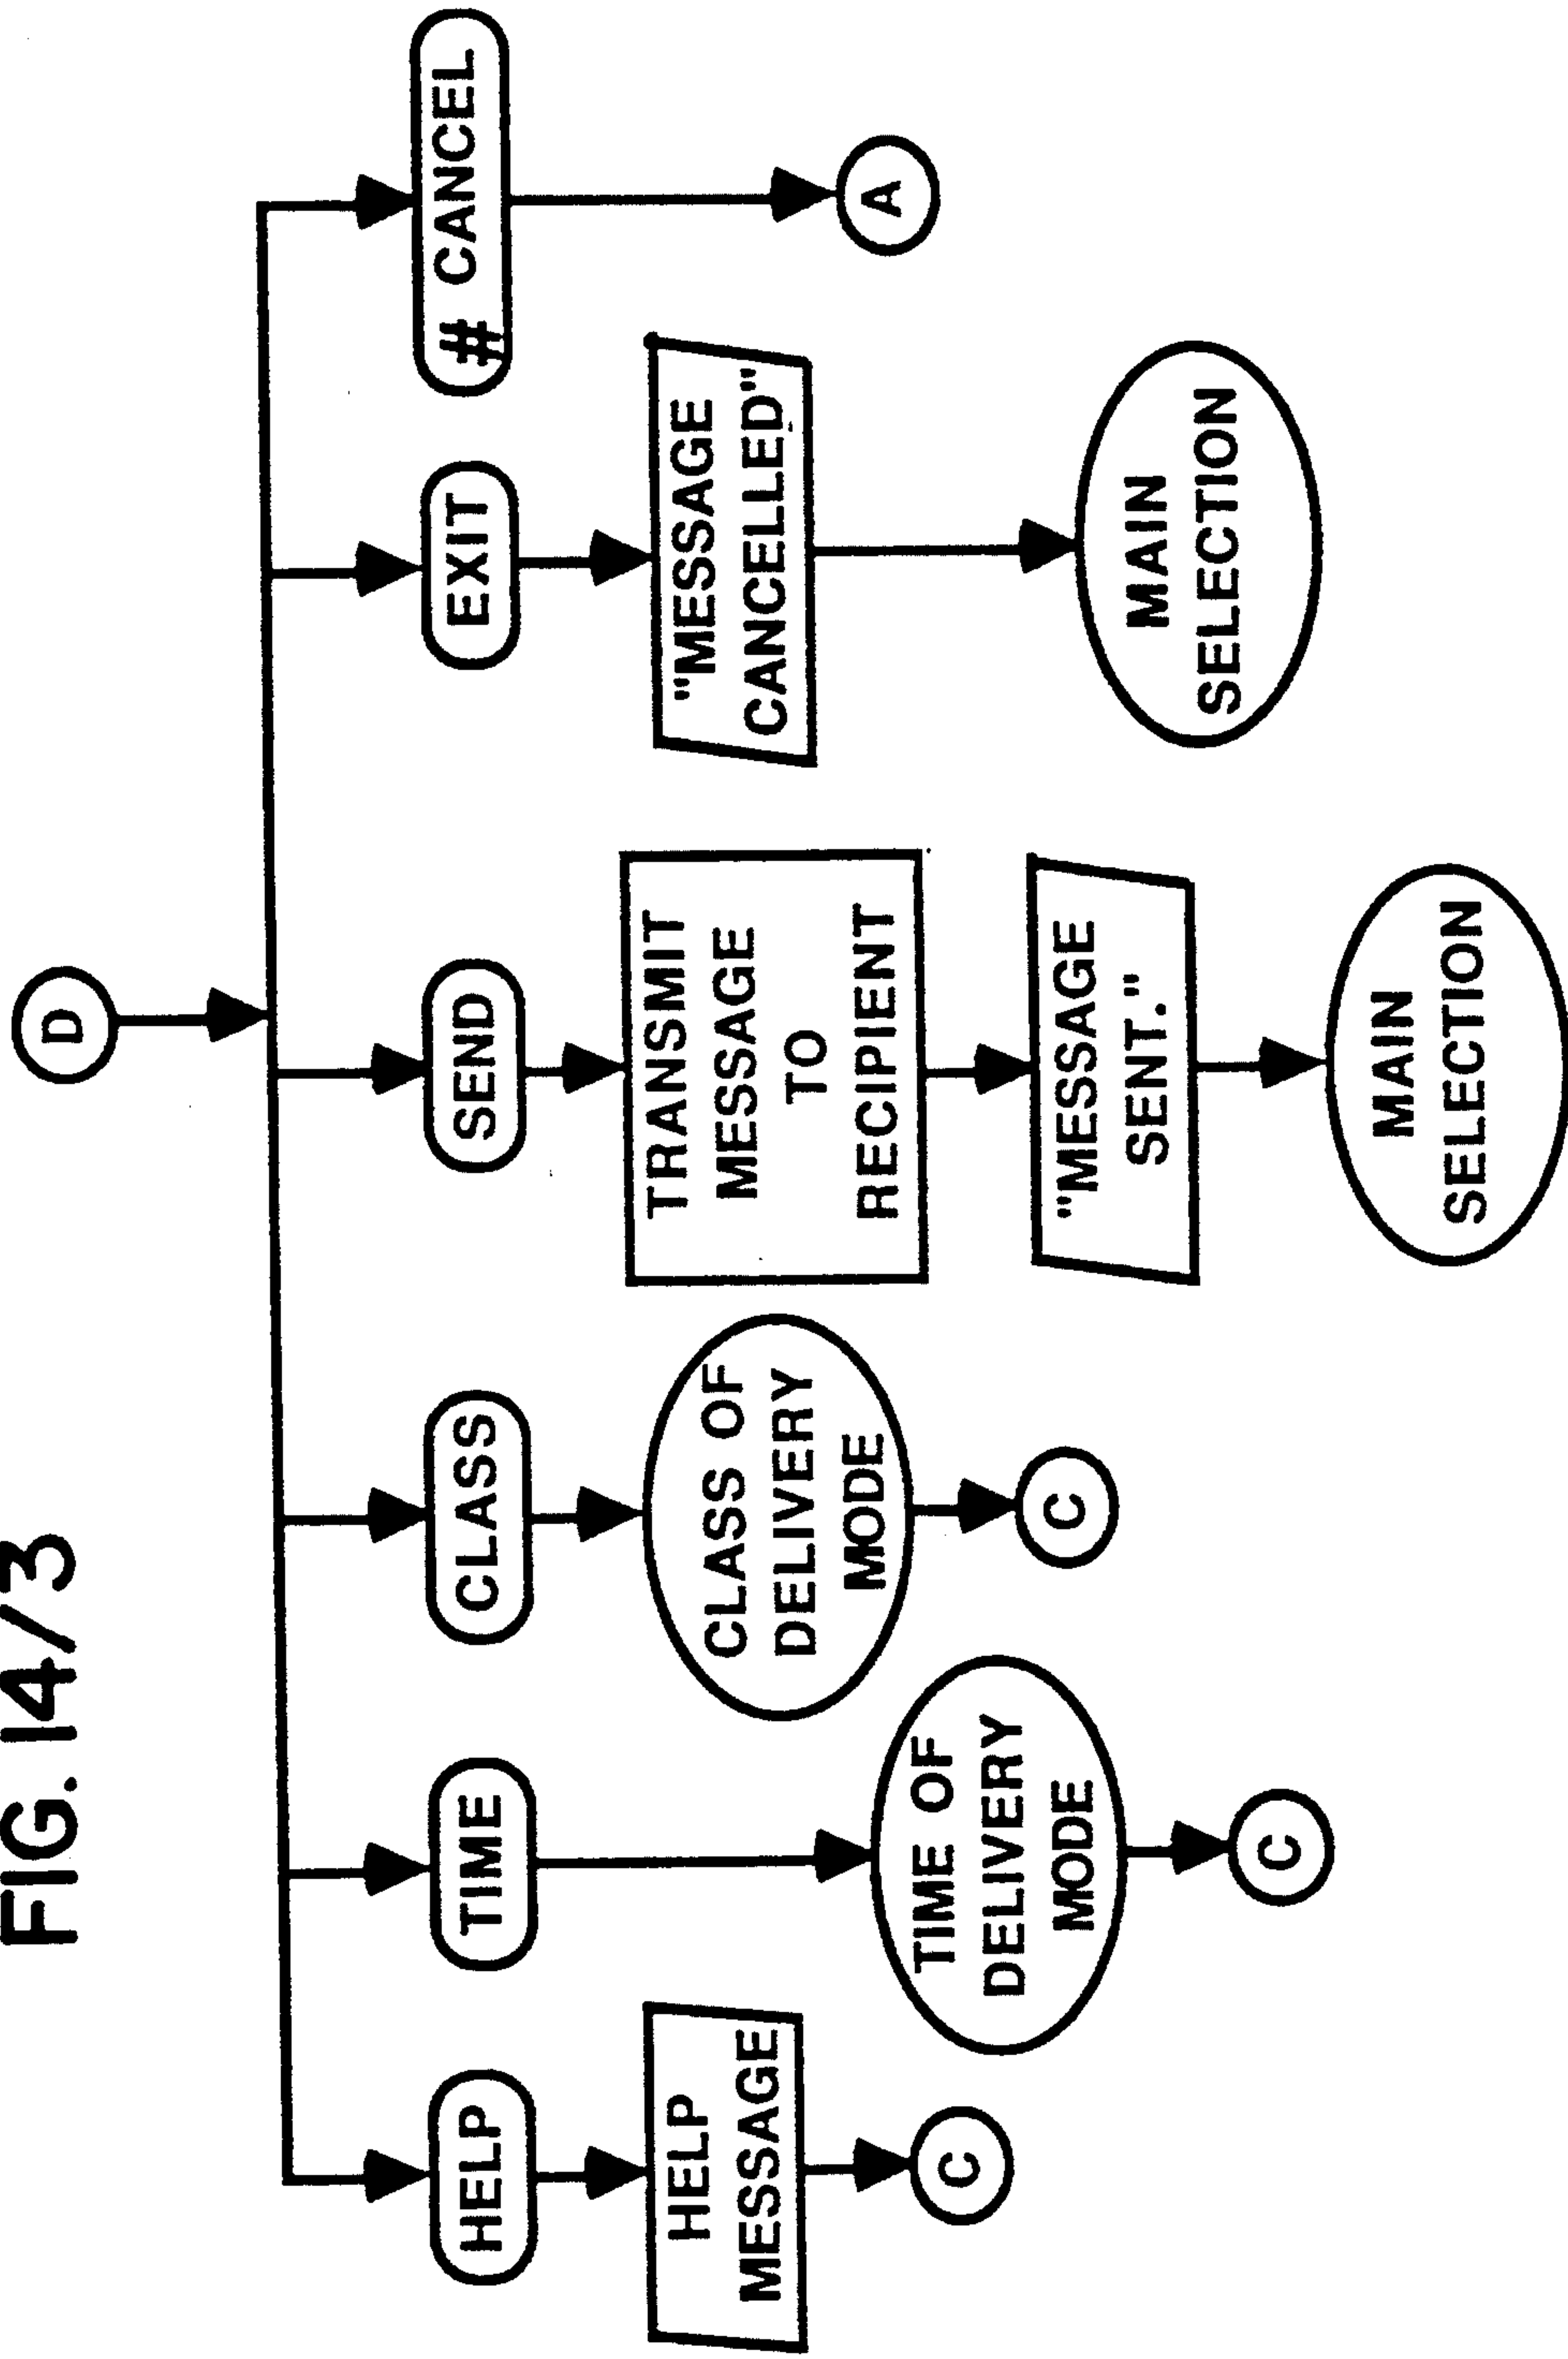 FIG. 14/3
D
HELP
TIME
CLASS
SEND
EXIT
# CANCEL
HELP
MESSAGE
C
TIME OF
DELIVERY
MODE
C
CLASS OF
DELIVERY
MODE
C
TRANSMIT
MESSAGE
TO
RECIPIENT
"MESSAGE
SENT."
MAIN
SELECTION
"MESSAGE
CANCELLED"
MAIN
SELECTION
A